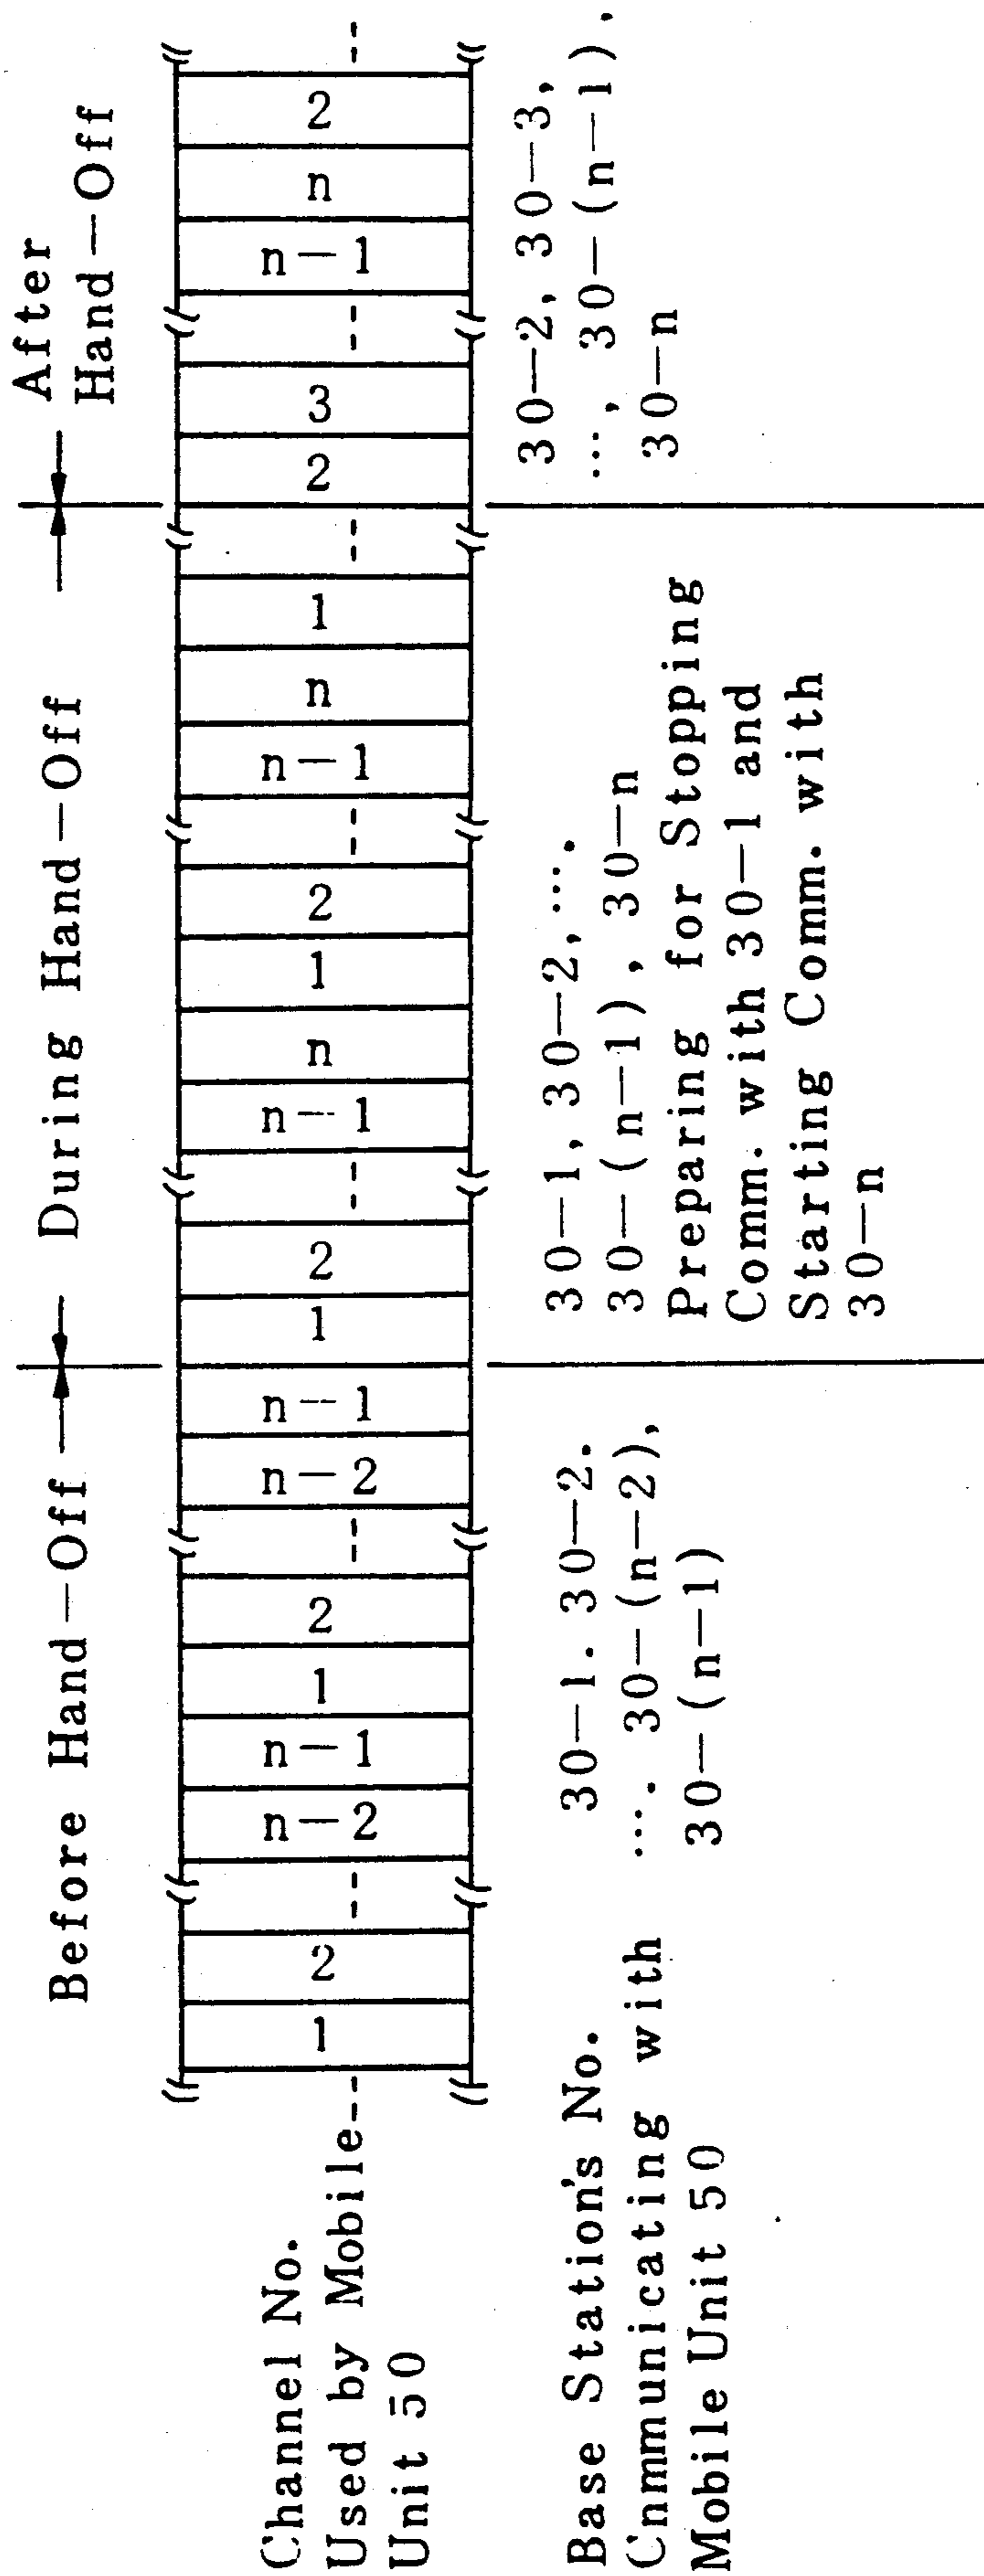 Before Hand-Off
During Hand-Off
After
Hand-Off
Channel No.
Used by Mobile
Unit 50
1 2 n-2 n-1 1 2 n-2 n-1 1 2 n-1 n 1 2 n-1 n 1 2 3 n-1 n 2
Base Station's No.
Cnmmunicating with
Mobile Unit 50
30-1. 30-2.
…. 30-(n-2),
30-(n-1)
30-1, 30-2, ….
30-(n-1), 30-n
Preparing for Stopping
Comm. with 30-1 and
Starting Comm. with
30-n
30-2, 30-3,
…, 30-(n-1).
30-n